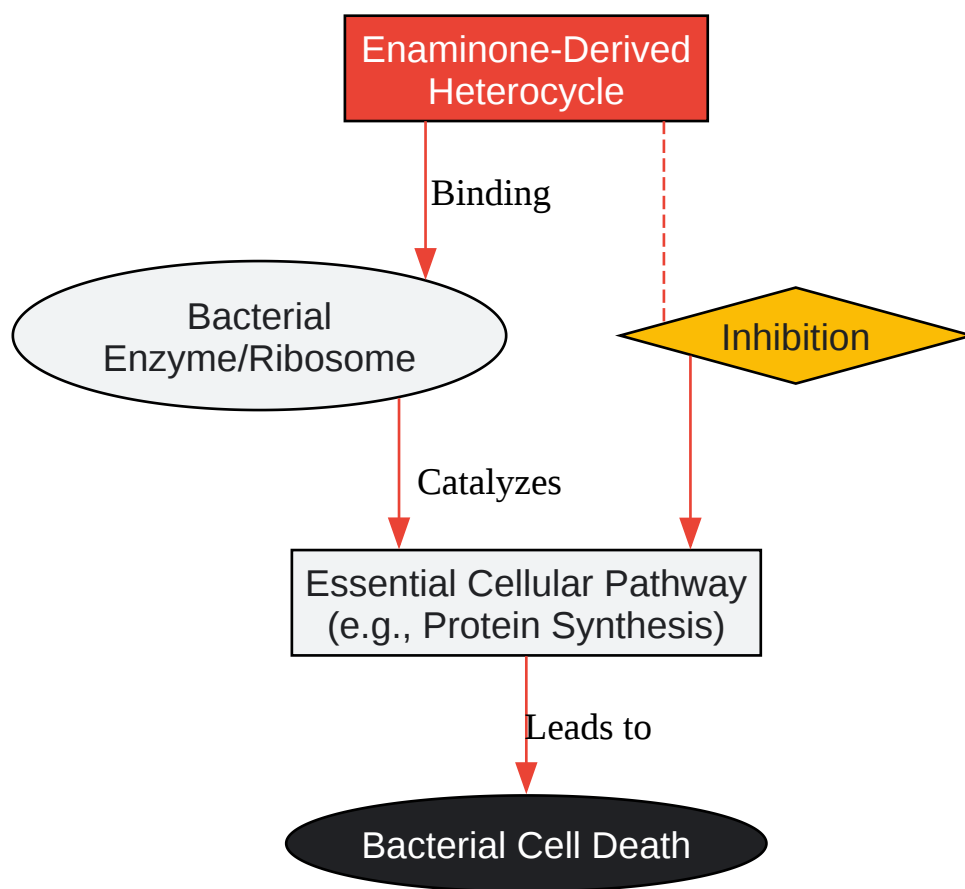 Enaminone-Derived
Heterocycle
Binding
Bacterial
Enzyme/Ribosome
Inhibition
Catalyzes
Essential Cellular Pathway
(e.g., Protein Synthesis)
Leads to
Bacterial Cell Death